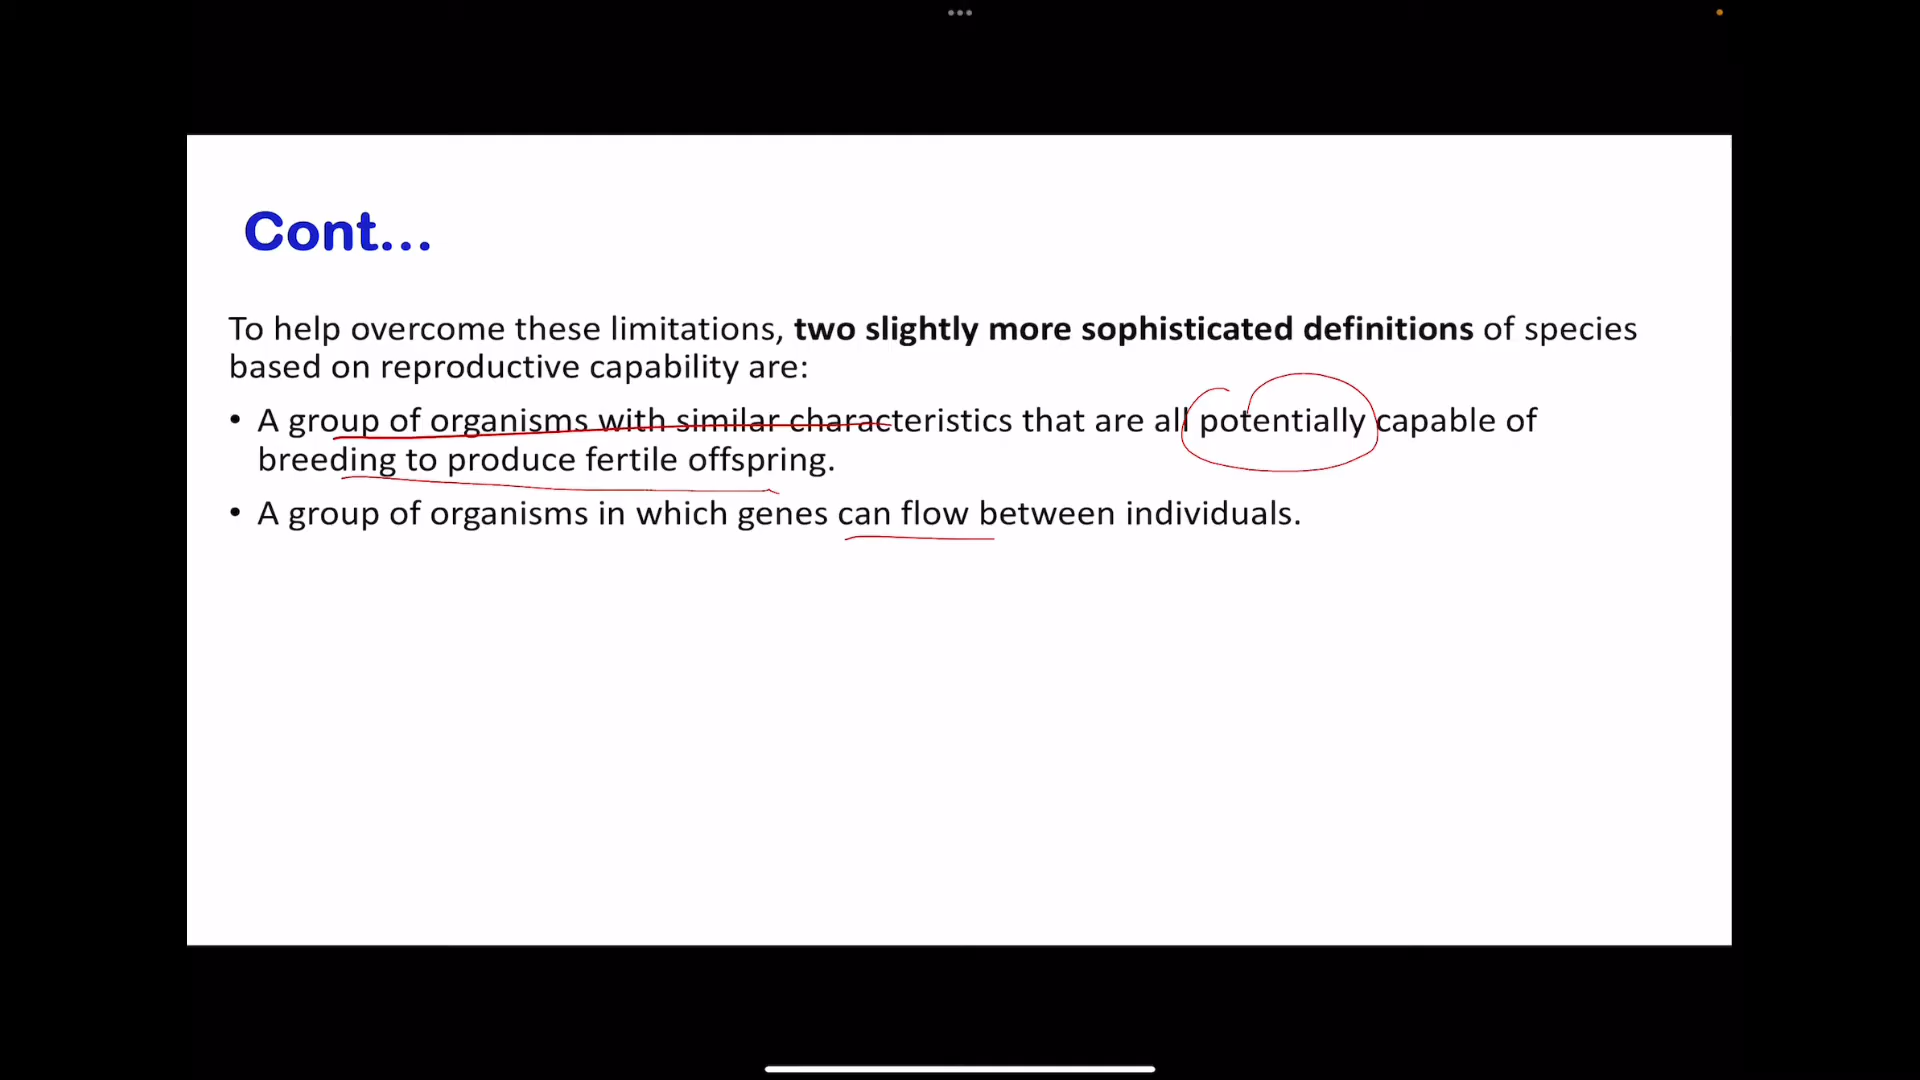 Cont...
To help overcome these limitations, two slightly more sophisticated definitions of species
based on reproductive capability are:
• A group of organisms with similar characteristics that are all potentially capable of
breeding to produce fertile offspring.
• A group of organisms in which genes can flow between individuals.